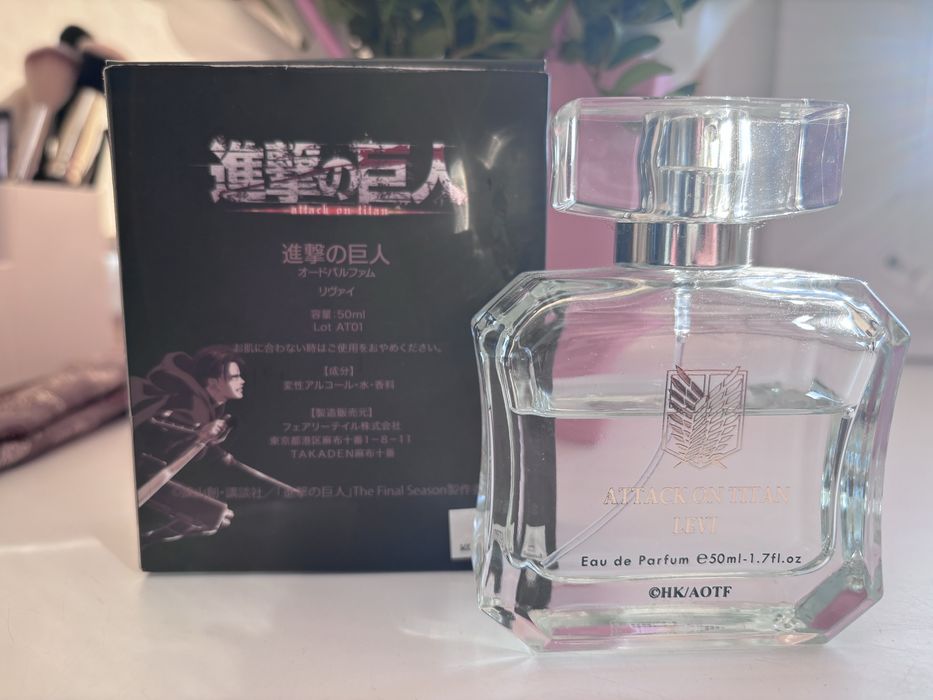 進撃の巨人
attack on titan
進撃の巨人
オードパルファム
リヴァイ
容量:50ml
Lot AT01
お肌に合わない時はご使用をおやめください。
【成分】
変性アルコール・水・香料
【製造販売元】
フェアリーテイル株式会社
東京都港区麻布十番1-8-11
TAKADEN麻布十番
©諫山創・講談社／「進撃の巨人」The Final Season製作
ATTACK ON TITAN
LEVI
Eau de Parfum ℮50ml-1.7fl.oz
©HK/AOTF